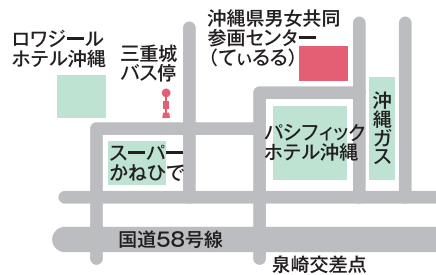 沖縄県男女共同
参画センター
（てぃるる）
ロワジール
ホテル沖縄
三重城
バス停
沖縄ガス
パシフィック
ホテル沖縄
スーパー
かねひで
国道58号線
泉崎交差点